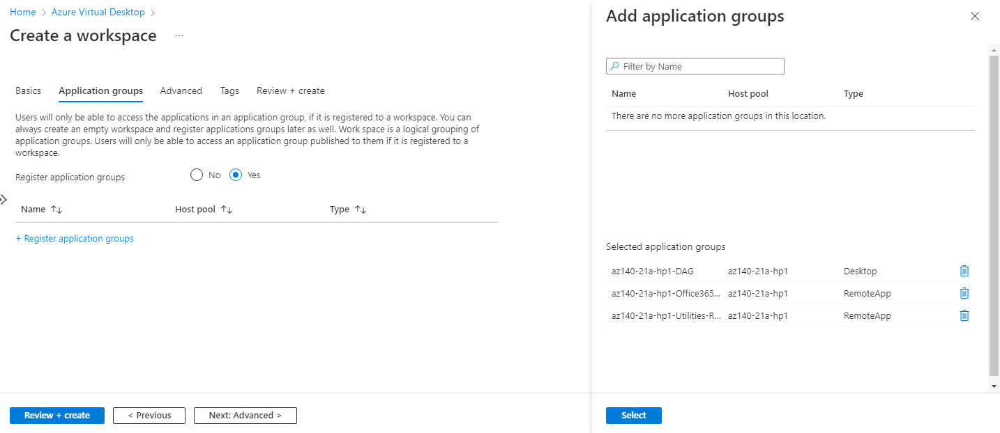 Home > Azure Virtual Desktop >
Create a workspace ...
Basics Application groups Advanced Tags Review + create
Users will only be able to access the applications in an application group, if it is registered to a workspace. You can
always create an empty workspace and register applications groups later as well. Work space is a logical grouping of
application groups. Users will only be able to access an application group published to them if it is registered to a
workspace.
Register application groups No Yes
Name ↑↓ Host pool ↑↓ Type ↑↓
+ Register application groups
Review + create < Previous Next: Advanced >
Add application groups
Filter by Name
Name Host pool Type
There are no more application groups in this location.
Selected application groups
az140-21a-hp1-DAG az140-21a-hp1 Desktop
az140-21a-hp1-Office365... az140-21a-hp1 RemoteApp
az140-21a-hp1-Utilities-R... az140-21a-hp1 RemoteApp
Select